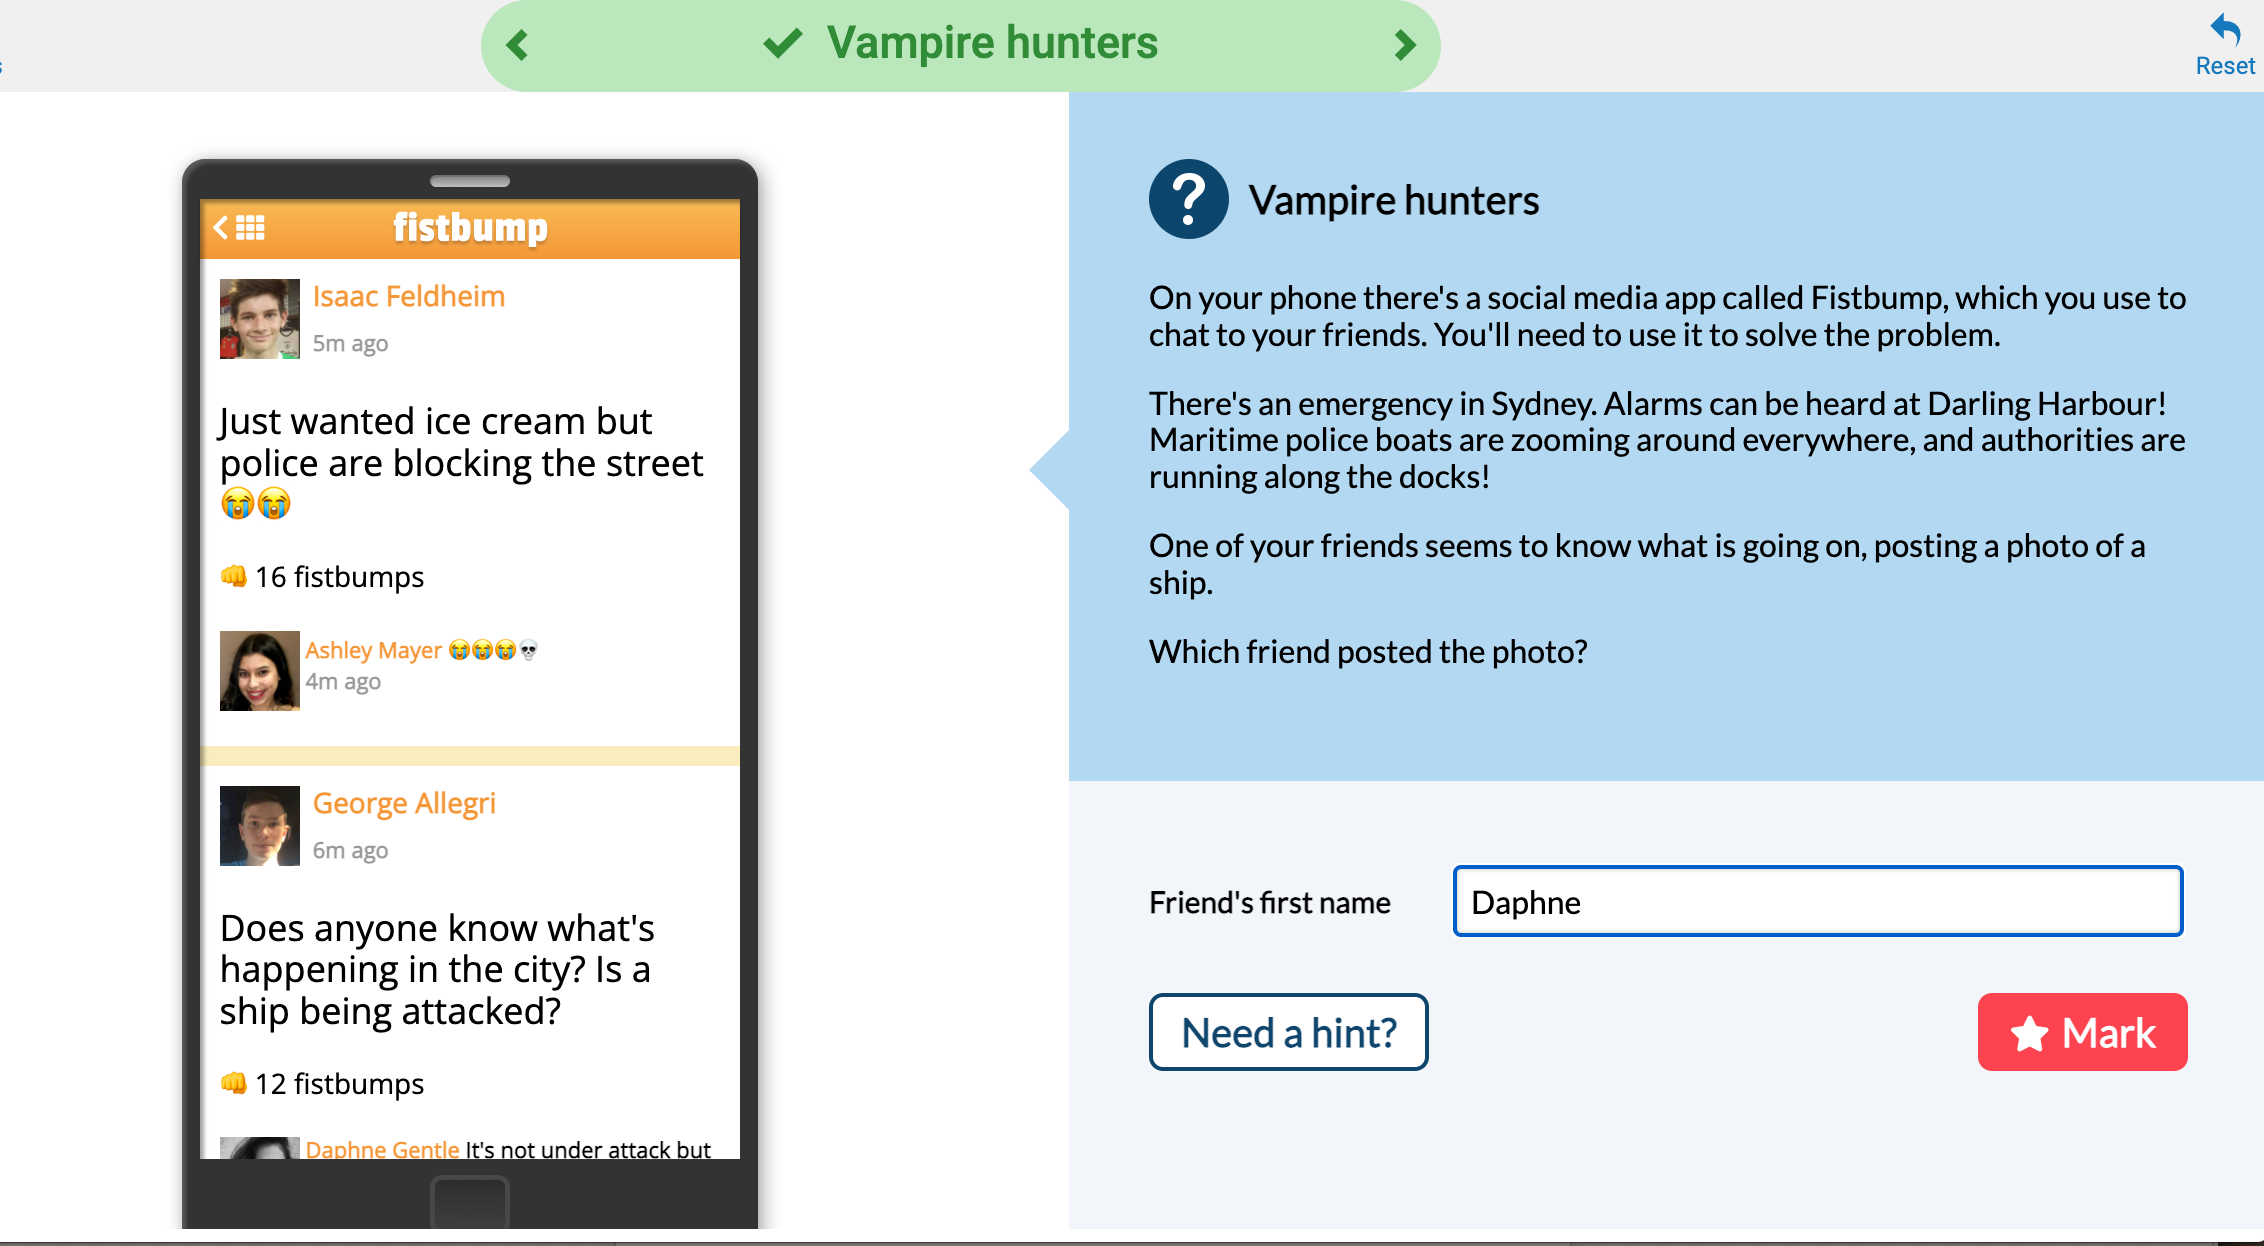 Vampire hunters
Reset
s
fistbump
Isaac Feldheim
5m ago
Just wanted ice cream but
police are blocking the street
😭😭
👊 16 fistbumps
Ashley Mayer 😭😭😭💀
4m ago
George Allegri
6m ago
Does anyone know what's
happening in the city? Is a
ship being attacked?
👊 12 fistbumps
Daphne Gentle It's not under attack but
Vampire hunters
On your phone there's a social media app called Fistbump, which you use to
chat to your friends. You'll need to use it to solve the problem.
There's an emergency in Sydney. Alarms can be heard at Darling Harbour!
Maritime police boats are zooming around everywhere, and authorities are
running along the docks!
One of your friends seems to know what is going on, posting a photo of a
ship.
Which friend posted the photo?
Friend's first name
Daphne
Need a hint?
Mark